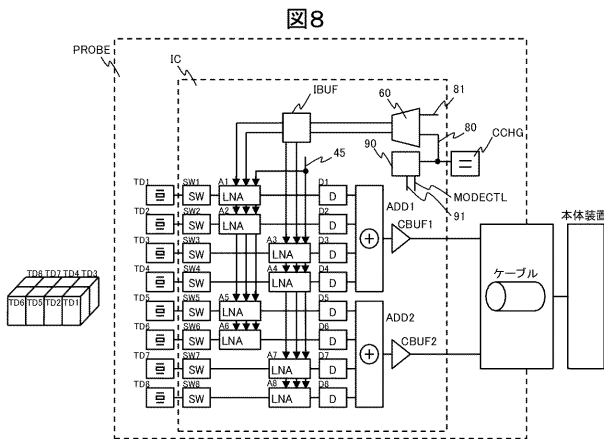 図8
PROBE
IC
IBUF
60
81
80
CCHG
45
90
MODECTL
91
TD1 SW1 SW A1 LNA D1 D
TD2 SW2 SW A2 LNA D2 D
ADD1
CBUF1
TD3 SW3 SW A3 LNA D3 D
TD4 SW4 SW A4 LNA D4 D
TD5 SW5 SW A5 LNA D5 D
ADD2
TD6 SW6 SW A6 LNA D6 D
CBUF2
TD7 SW7 SW A7 LNA D7 D
TD8 SW8 SW A8 LNA D8 D
本体装置
ケーブル
TD8 TD7 TD4 TD3
TD6 TD5 TD2 TD1